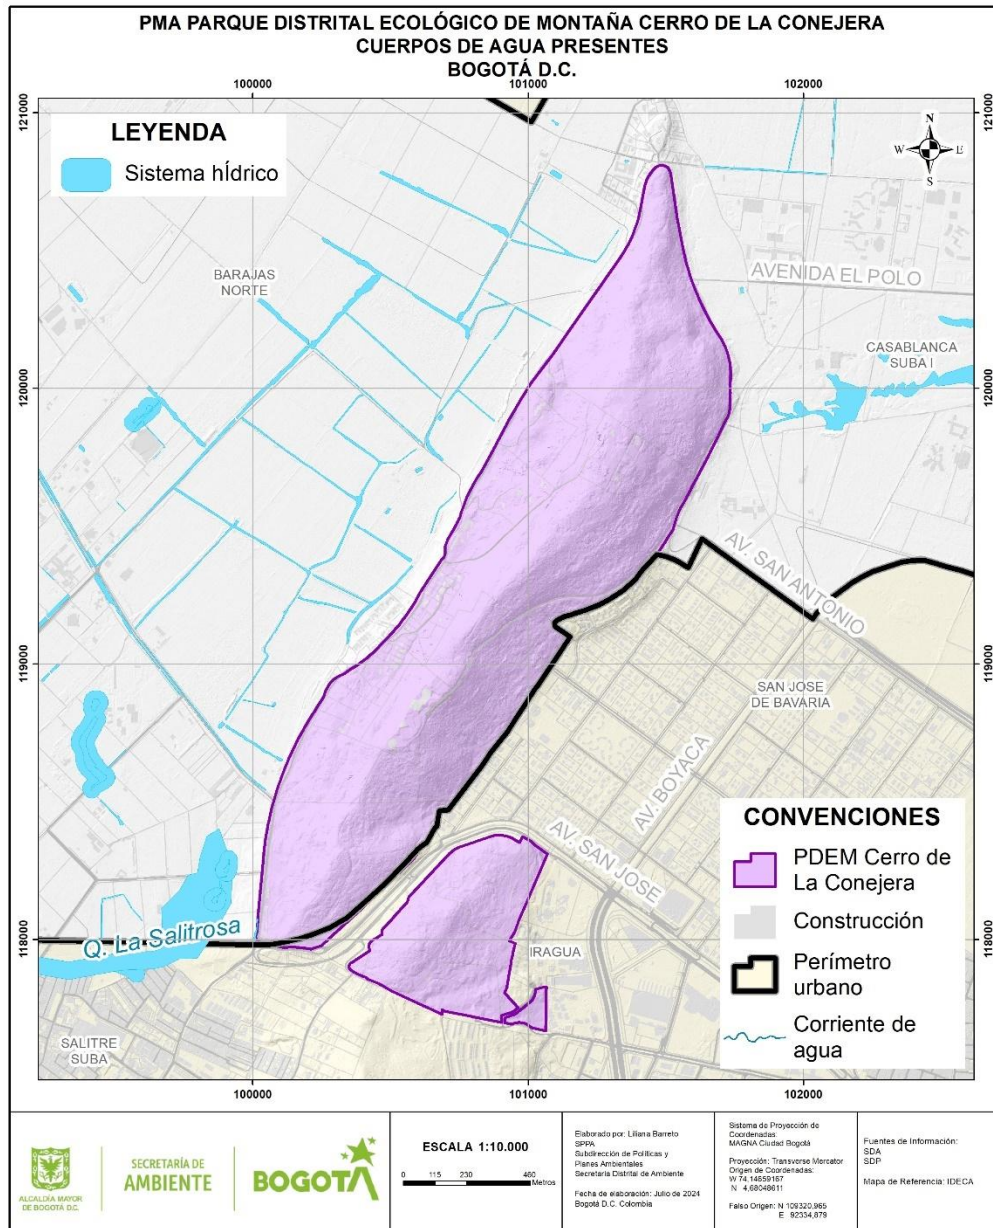 PMA PARQUE DISTRITAL ECOLÓGICO DE MONTAÑA CERRO DE LA CONEJERA
CUERPOS DE AGUA PRESENTES
BOGOTÁ D.C.
100000
101000
102000
121000
121000
LEYENDA
Sistema hÍdrico
N
W
E
S
BARAJAS
NORTE
AVENIDA EL POLO
CASABLANCA
SUBA I
120000
120000
AV. SAN ANTONIO
119000
119000
SAN JOSE
DE BAVARIA
AV. BOYACA
AV. SAN JOSE
CONVENCIONES
PDEM Cerro de
La Conejera
Construcción
Perímetro
urbano
Corriente de
agua
118000
118000
Q. La Salitrosa
IRAGUA
SALITRE
SUBA
100000
101000
102000
ALCALDÍA MAYOR
DE BOGOTÁ D.C.
SECRETARÍA DE
AMBIENTE
BOGOTÁ
ESCALA 1:10.000
0 115 230 460
Metros
Elaborado por: Liliana Barreto
SPPA
Subdirección de Políticas y
Planes Ambientales
Secretaría Distrital de Ambiente
Fecha de elaboración: Julio de 2024
Bogotá D.C. Colombia
Sistema de Proyección de
Coordenadas:
MAGNA Ciudad Bogotá
Proyección: Transverse Mercator
Origen de Coordenadas:
W 74,14659167
N 4,68048611
Falso Origen: N 109320,965
E 92334,879
Fuentes de Información:
SDA
SDP
Mapa de Referencia: IDECA